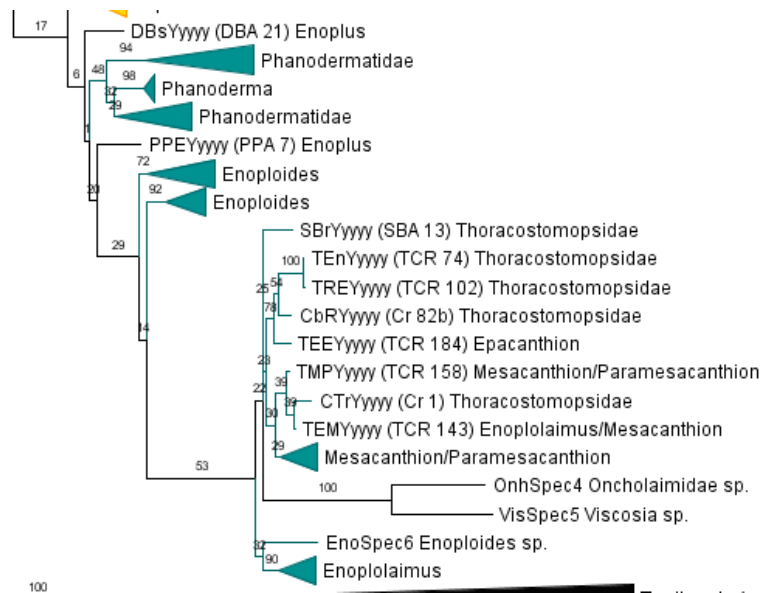 17
DBsYyyy (DBA 21) Enoplus
94
Phanodermatidae
6
48
98
Phanoderma
32
29
Phanodermatidae
1
PPEYyyy (PPA 7) Enoplus
72
Enoploides
92
20
Enoploides
SBrYyyy (SBA 13) Thoracostomopsidae
29
100
TEnYyyy (TCR 74) Thoracostomopsidae
54
25
TREYyyy (TCR 102) Thoracostomopsidae
78
CbRYyyy (Cr 82b) Thoracostomopsidae
14
TEEYyyy (TCR 184) Epacanthion
23
TMPYyyy (TCR 158) Mesacanthion/Paramesacanthion
39
22
CTrYyyy (Cr 1) Thoracostomopsidae
39
30
TEMYyyy (TCR 143) Enoplolaimus/Mesacanthion
29
Mesacanthion/Paramesacanthion
53
100
OnhSpec4 Oncholaimidae sp.
VisSpec5 Viscosia sp.
32
EnoSpec6 Enoploides sp.
90
Enoplolaimus
100